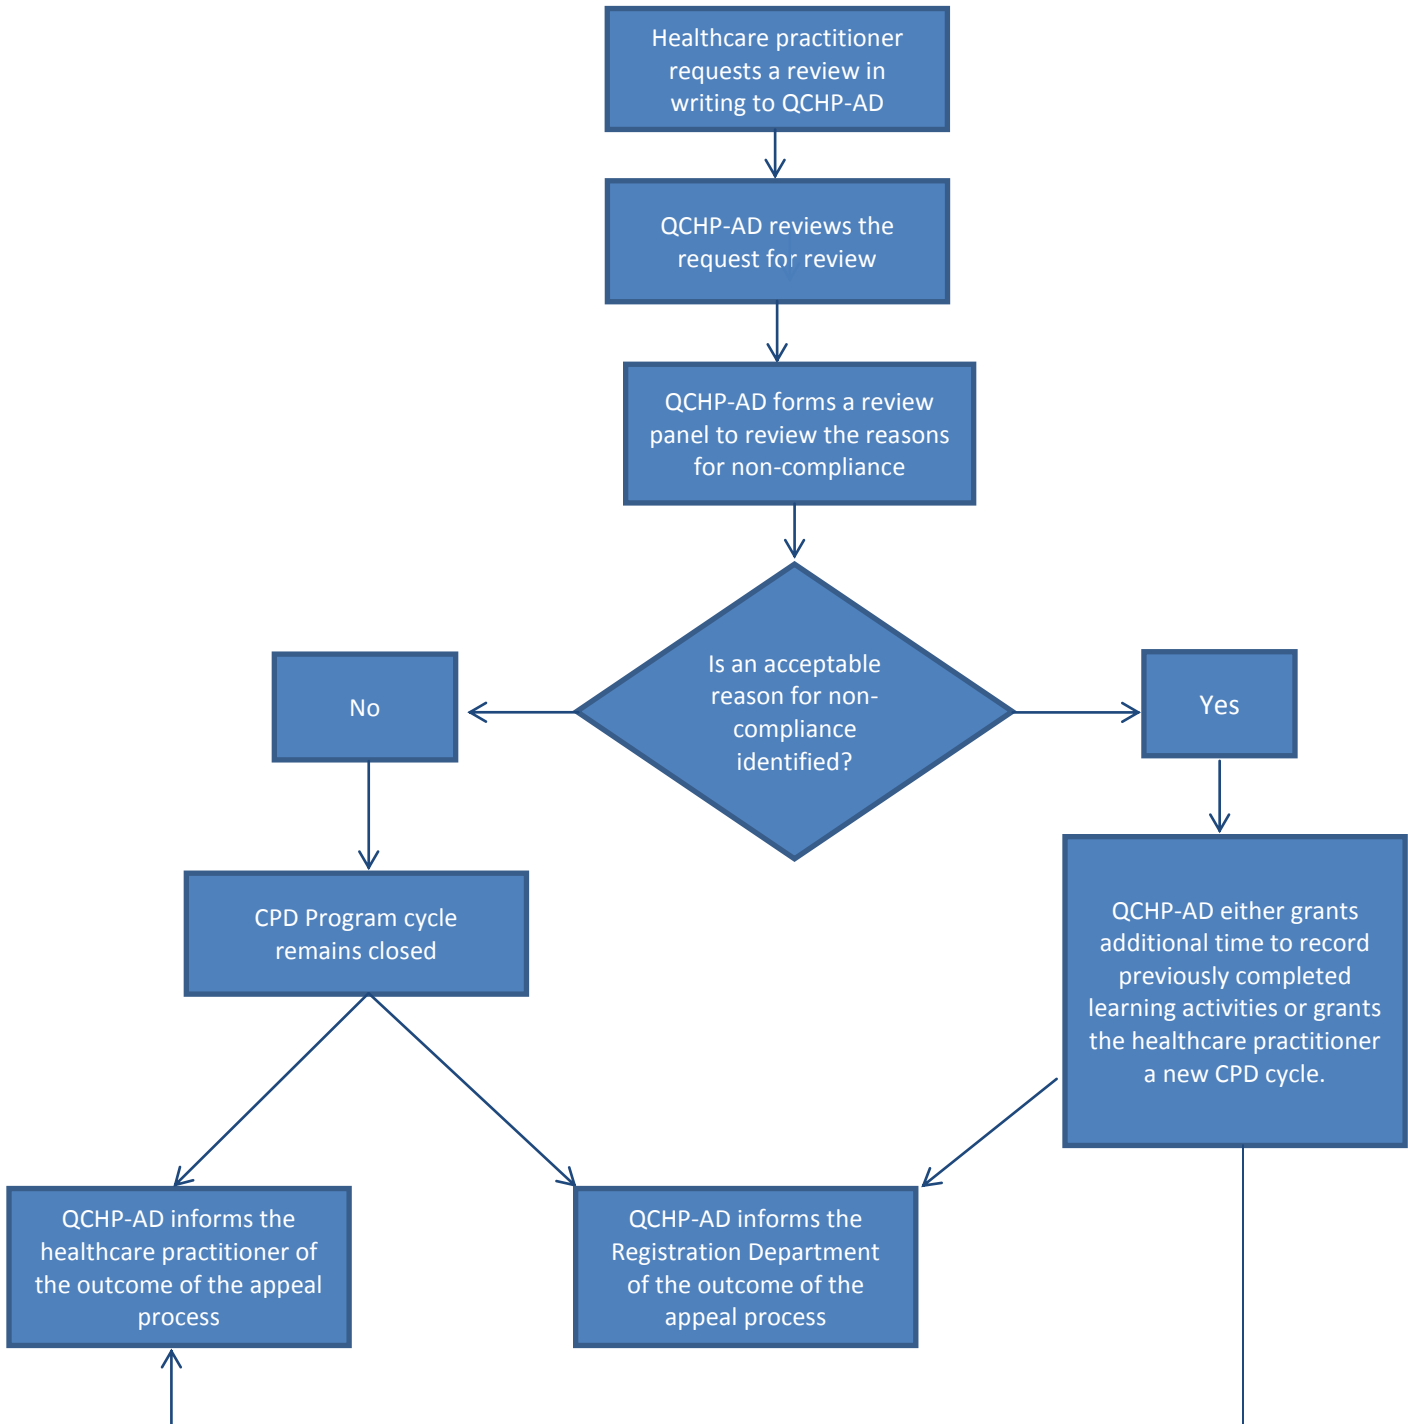 Healthcare practitioner
requests a review in
writing to QCHP-AD
QCHP-AD reviews the
request for review
QCHP-AD forms a review
panel to review the reasons
for non-compliance
Is an acceptable
reason for non-
compliance
identified?
No
Yes
CPD Program cycle
remains closed
QCHP-AD either grants
additional time to record
previously completed
learning activities or grants
the healthcare practitioner
a new CPD cycle.
QCHP-AD informs the
healthcare practitioner of
the outcome of the appeal
process
QCHP-AD informs the
Registration Department
of the outcome of the
appeal process